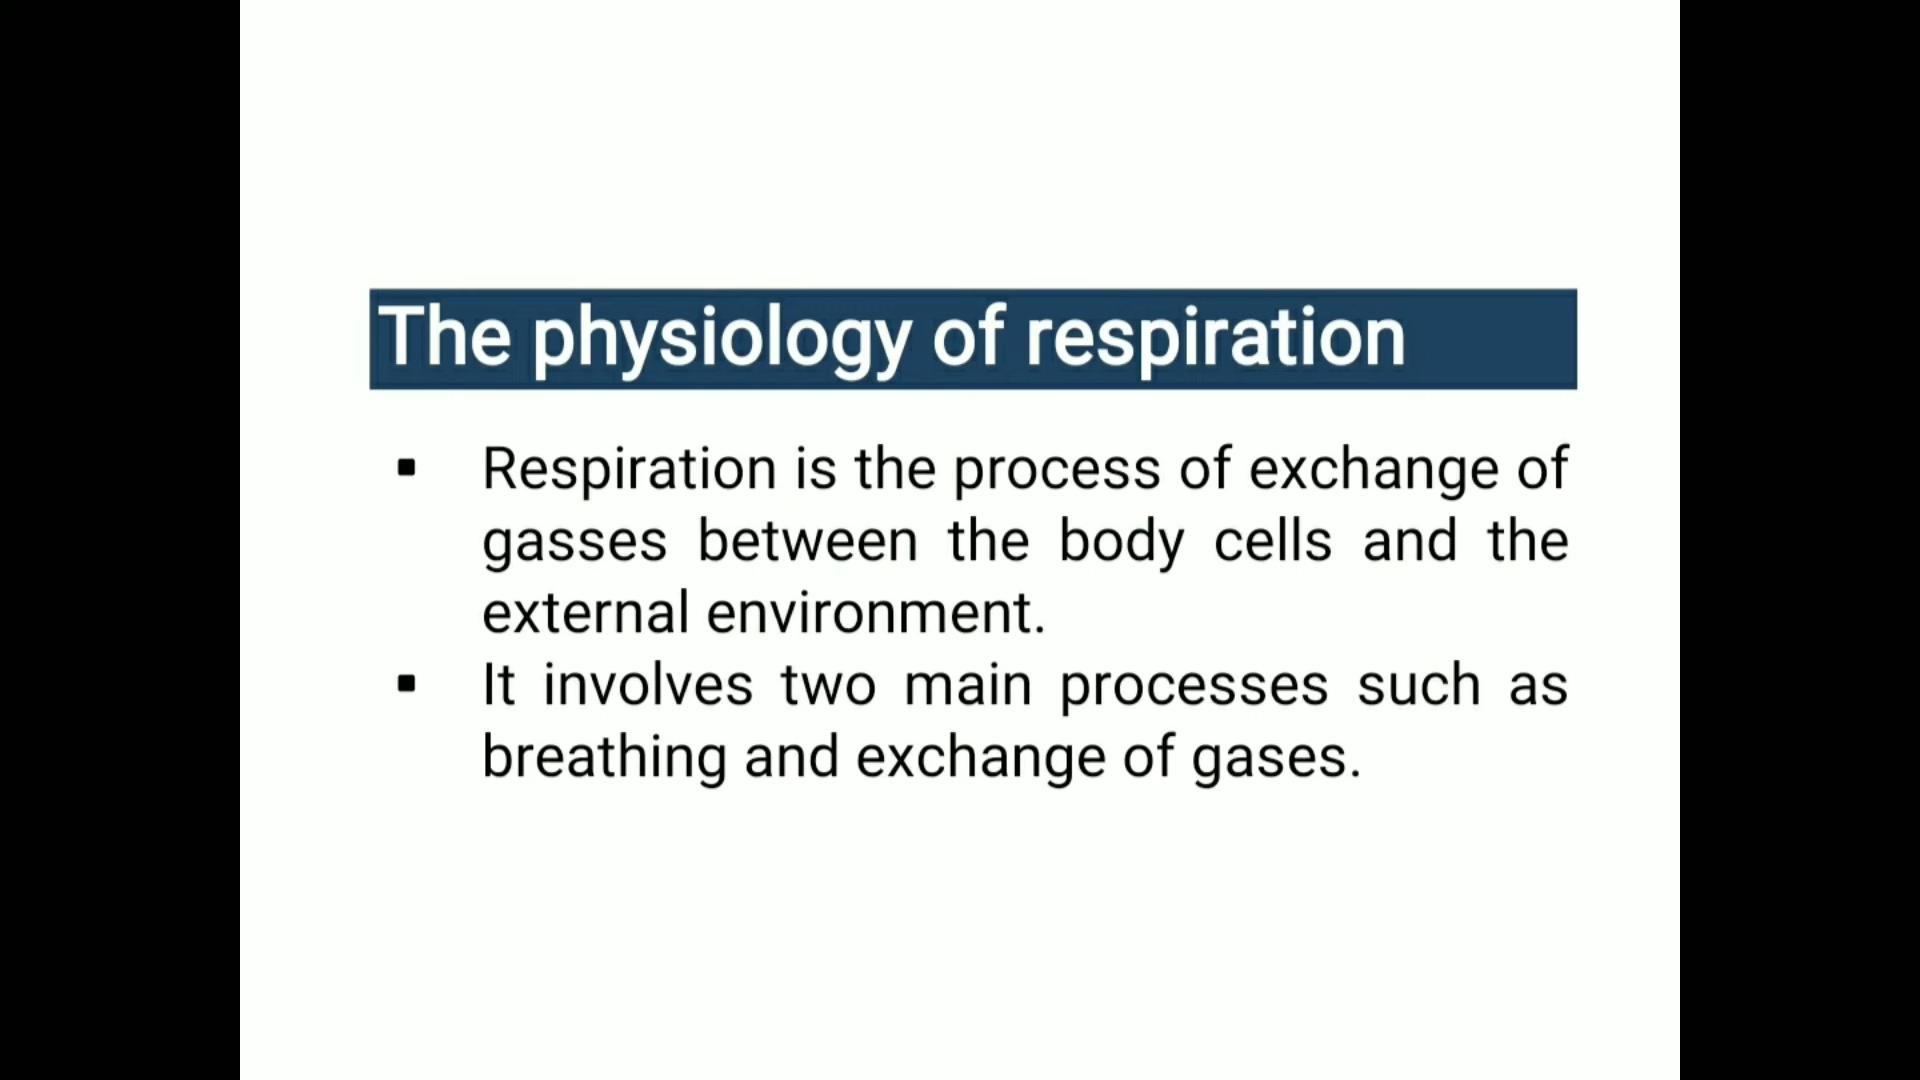 The physiology of respiration
▪ Respiration is the process of exchange of
gasses between the body cells and the
external environment.
▪ It involves two main processes such as
breathing and exchange of gases.